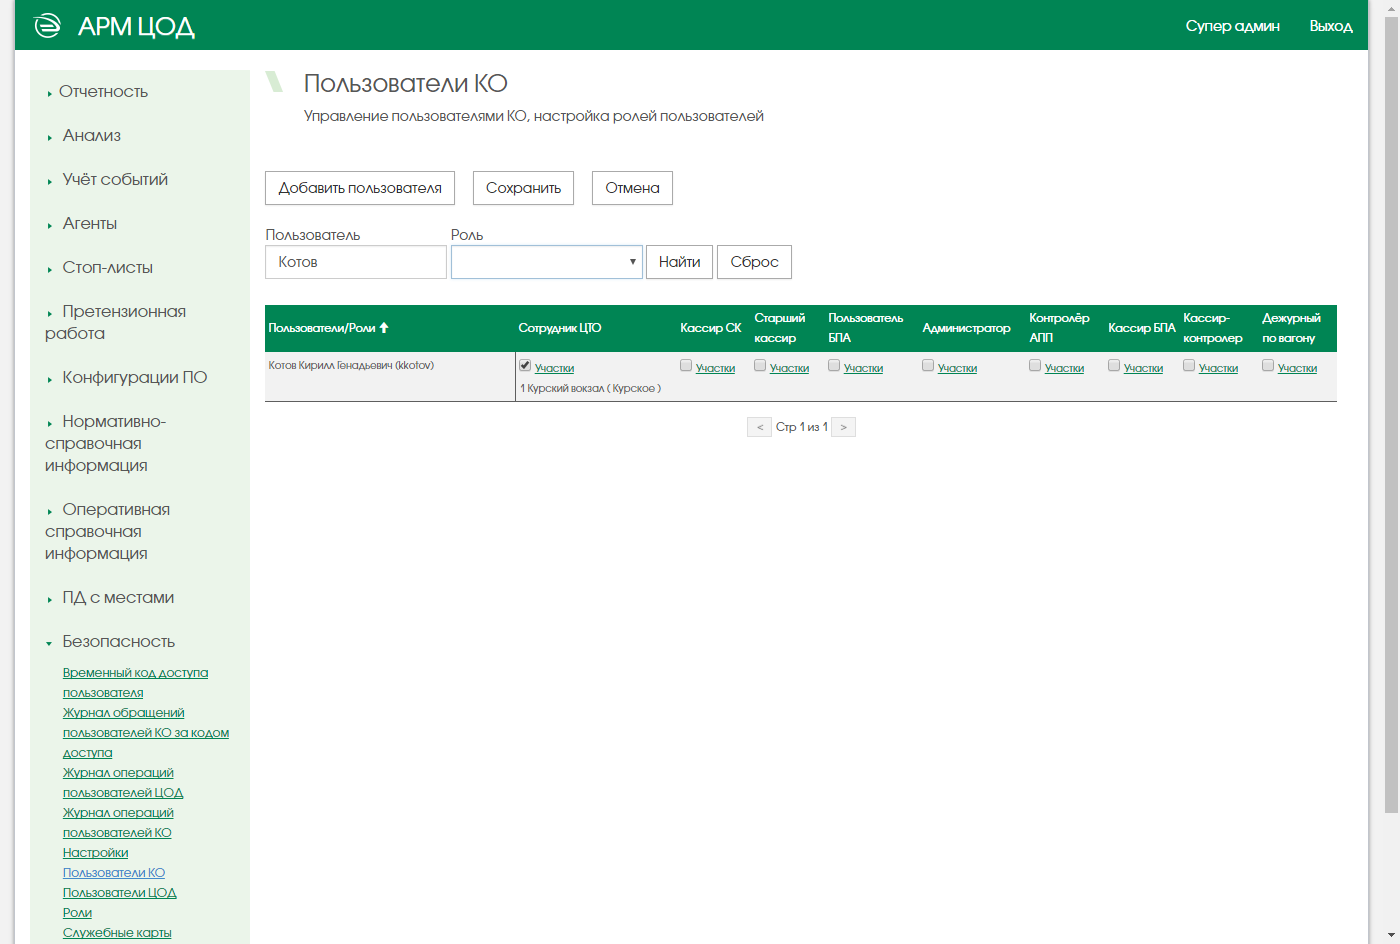 АРМ ЦОД
Супер админ
Выход
Отчетность
Анализ
Учёт событий
Агенты
Стоп-листы
Претензионная
работа
Конфигурации ПО
Нормативно-
справочная
информация
Оперативная
справочная
информация
ПД с местами
Безопасность
Временный код доступа
пользователя
Журнал обращений
пользователей КО за кодом
доступа
Журнал операций
пользователей ЦОД
Журнал операций
пользователей КО
Настройки
Пользователи КО
Пользователи ЦОД
Роли
Служебные карты
Пользователи КО
Управление пользователями КО, настройка ролей пользователей
Добавить пользователя
Сохранить
Отмена
Пользователь
Роль
Котов
Найти
Сброс
Пользователи/Роли
Сотрудник ЦТО
Кассир СК
Старший
кассир
Пользователь
БПА
Администратор
Контролёр
АПП
Кассир БПА
Кассир-
контролер
Дежурный
по вагону
Котов Кирилл Генадьевич (kkotov)
Участки
1 Курский вокзал ( Курское )
Участки
Участки
Участки
Участки
Участки
Участки
Участки
Участки
< Стр 1 из 1 >